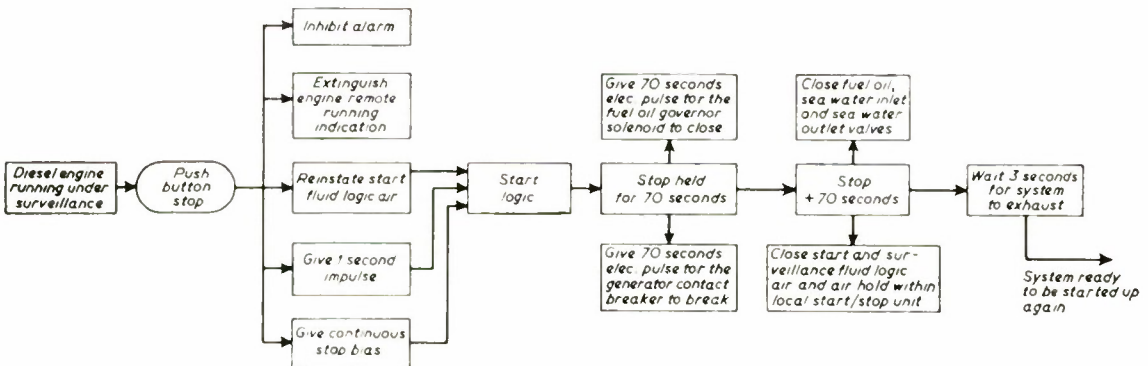 Inhibit alarm
Extinguish
engine remote
running
indication
Diesel engine
running under
surveillance
Push
button
stop
Reinstate start
fluid logic air
Give 1 second
impulse
Give continuous
stop bias
Start
logic
Give 70 seconds
elec. pulse for the
fuel oil governor
solenoid to close
Stop held
for 70 seconds
Give 70 seconds
elec. pulse for the
generator contact
breaker to break
Close fuel oil,
sea water inlet
and sea water
outlet valves
Stop
+ 70 seconds
Close start and sur-
veillance fluid logic
air and air hold within
local start/stop unit
Wait 3 seconds
for system
to exhaust
System ready
to be started up
again